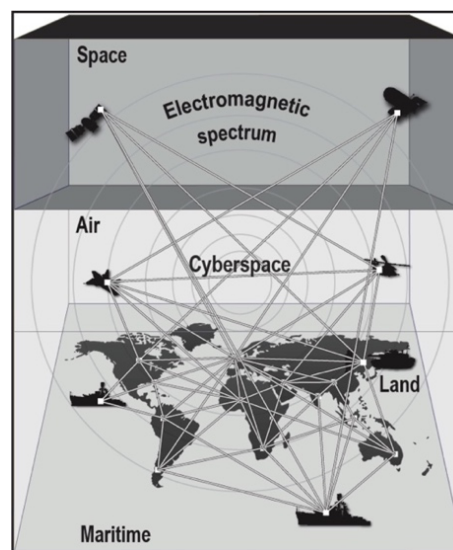 Space
Electromagnetic
spectrum
Air
Cyberspace
Land
Maritime